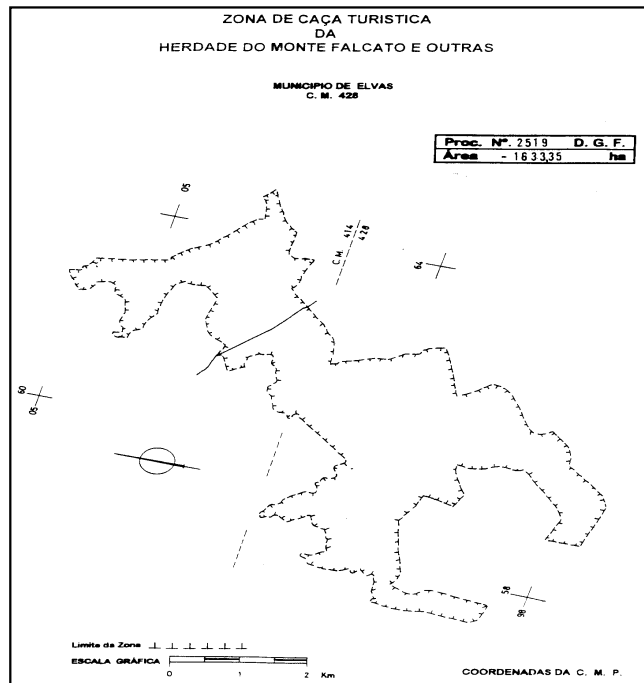 ZONA DE CAÇA TURISTICA
DA
HERDADE DO MONTE FALCATO E OUTRAS
MUNICIPIO DE ELVAS
C. M. 428
Proc. Nº. 2519 D. G. F.
Área - 1633,35 ha
05
C.M. 414
428
64
60
05
58
98
Limite da Zona
ESCALA GRÁFICA
0 1 2 Km
COORDENADAS DA C. M. P.